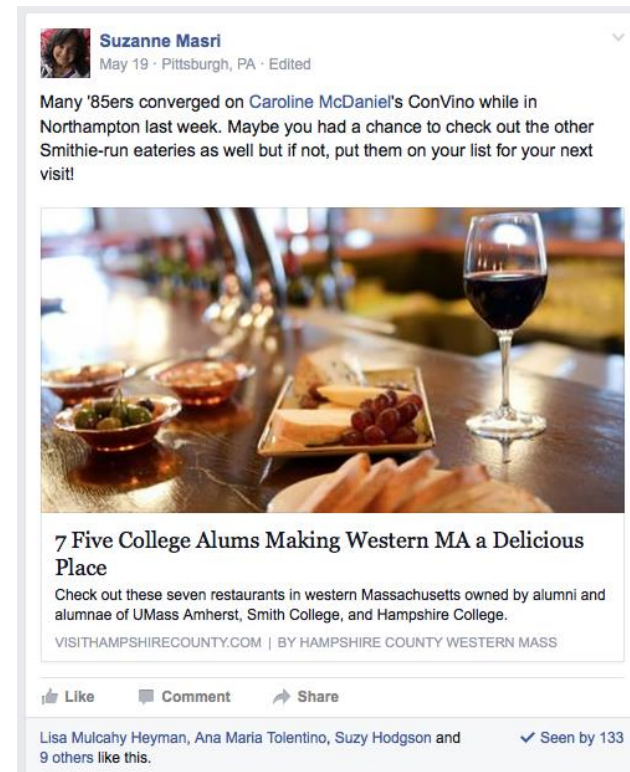 Suzanne Masri
May 19 · Pittsburgh, PA · Edited
Many '85ers converged on Caroline McDaniel's ConVino while in
Northampton last week. Maybe you had a chance to check out the other
Smithie-run eateries as well but if not, put them on your list for your next
visit!
7 Five College Alums Making Western MA a Delicious
Place
Check out these seven restaurants in western Massachusetts owned by alumni and
alumnae of UMass Amherst, Smith College, and Hampshire College.
VISITHAMPSHIRECOUNTY.COM | BY HAMPSHIRE COUNTY WESTERN MASS
Like Comment Share
Lisa Mulcahy Heyman, Ana Maria Tolentino, Suzy Hodgson and
9 others like this.
Seen by 133